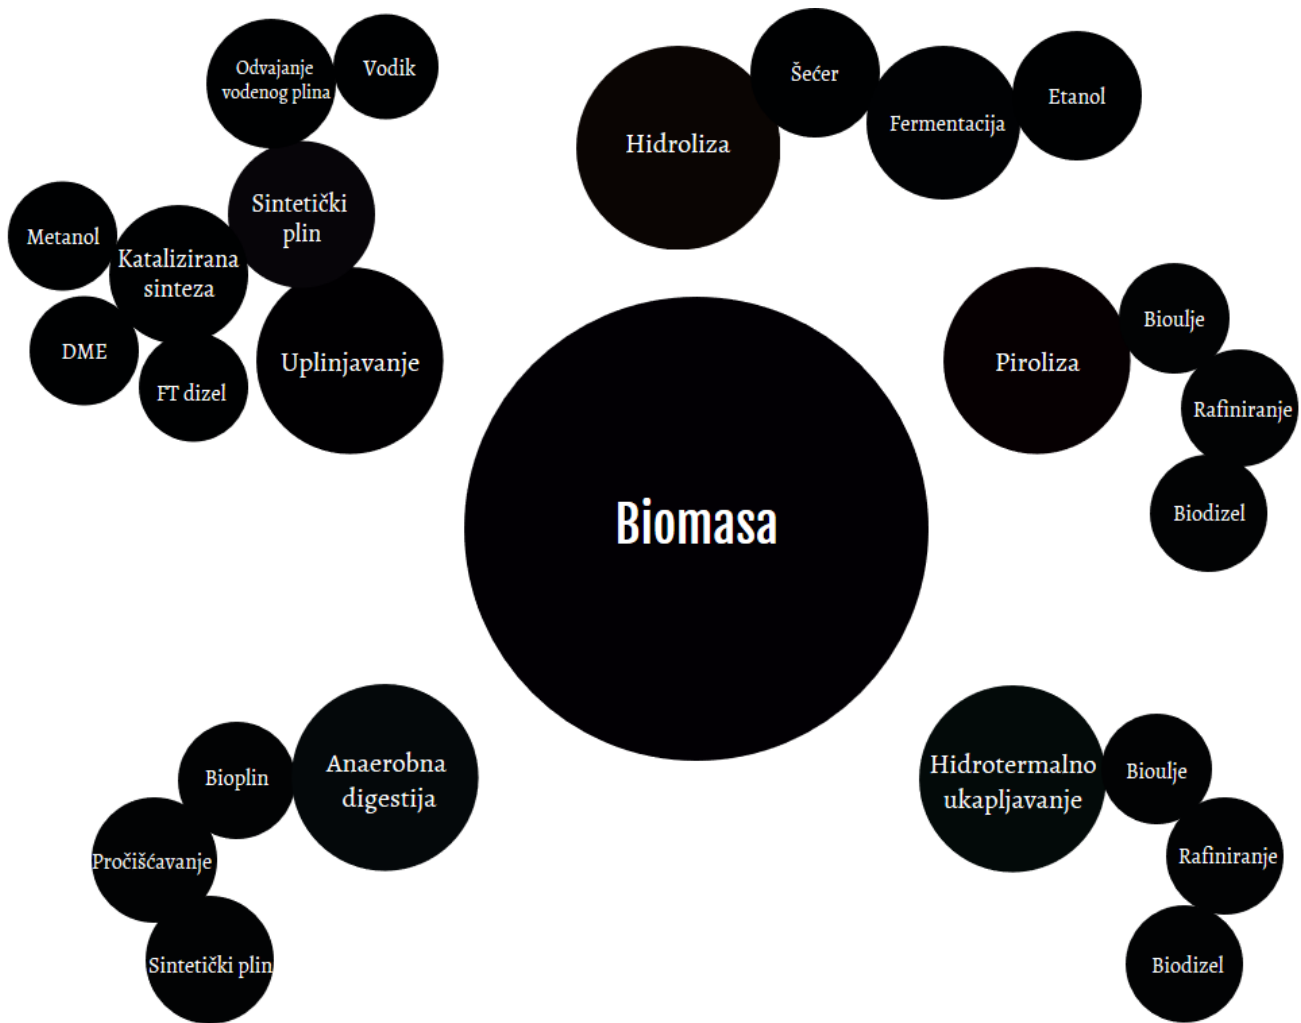 Odvajanje
vodenog plina
Vodik
Sintetički
plin
Metanol
Katalizirana
sinteza
DME
FT dizel
Uplinjavanje
Hidroliza
Šećer
Fermentacija
Etanol
Piroliza
Bioulje
Rafiniranje
Biodizel
Biomasa
Anaerobna
digestija
Bioplin
Pročišćavanje
Sintetički plin
Hidrotermalno
ukapljavanje
Bioulje
Rafiniranje
Biodizel